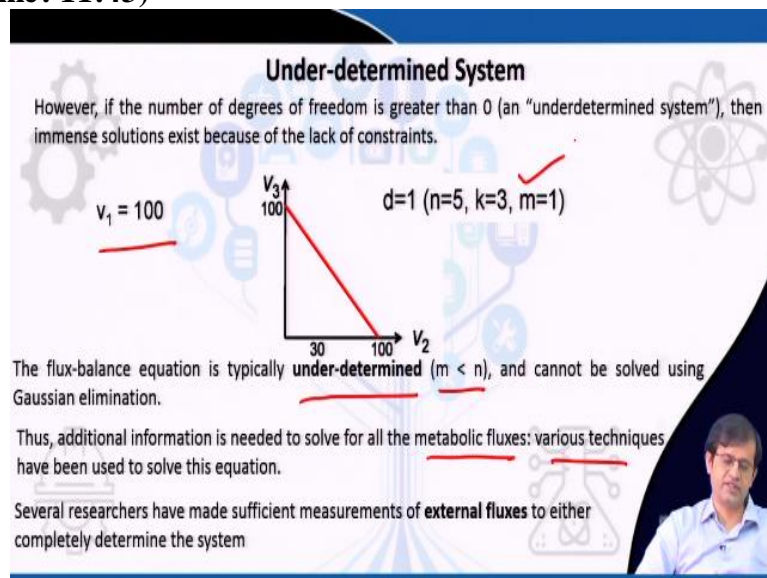 Under-determined System
However, if the number of degrees of freedom is greater than 0 (an “underdetermined system”), then
immense solutions exist because of the lack of constraints.
v₁ = 100
V₃
100
d=1 (n=5, k=3, m=1)
30 100 V₂
The flux-balance equation is typically under-determined (m < n), and cannot be solved using
Gaussian elimination.
Thus, additional information is needed to solve for all the metabolic fluxes: various techniques
have been used to solve this equation.
Several researchers have made sufficient measurements of external fluxes to either
completely determine the system